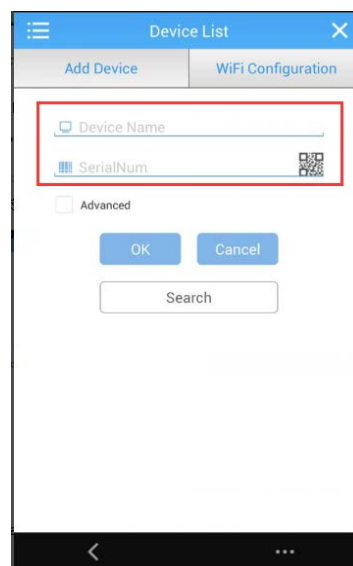 Device List
Add Device WiFi Configuration
Device Name
SerialNum
Advanced
OK Cancel
Search